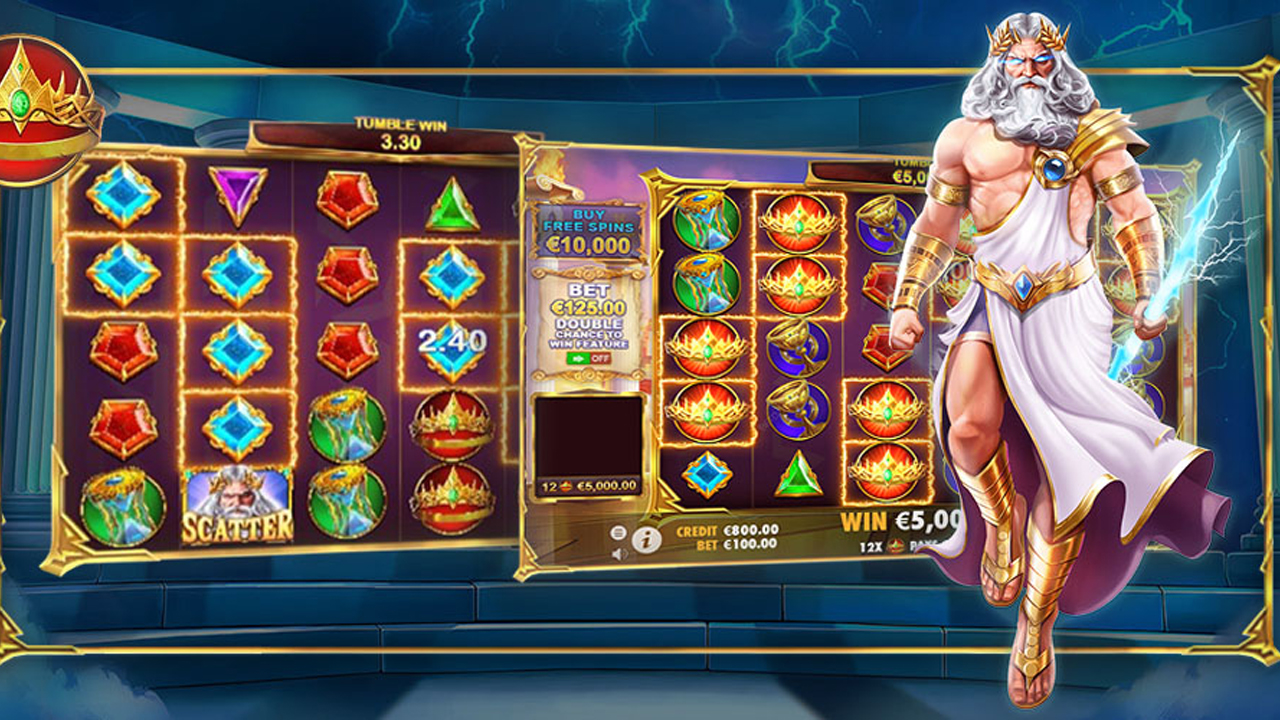 TUMBLE WIN
3.30
2.40
SCATTER
BUY
FREE SPINS
€10,000
BET
€125.00
DOUBLE
CHANCE TO
WIN FEATURE
OFF
12 €5,000.00
CREDIT €800.00
BET €100.00
WIN €5,00
12X